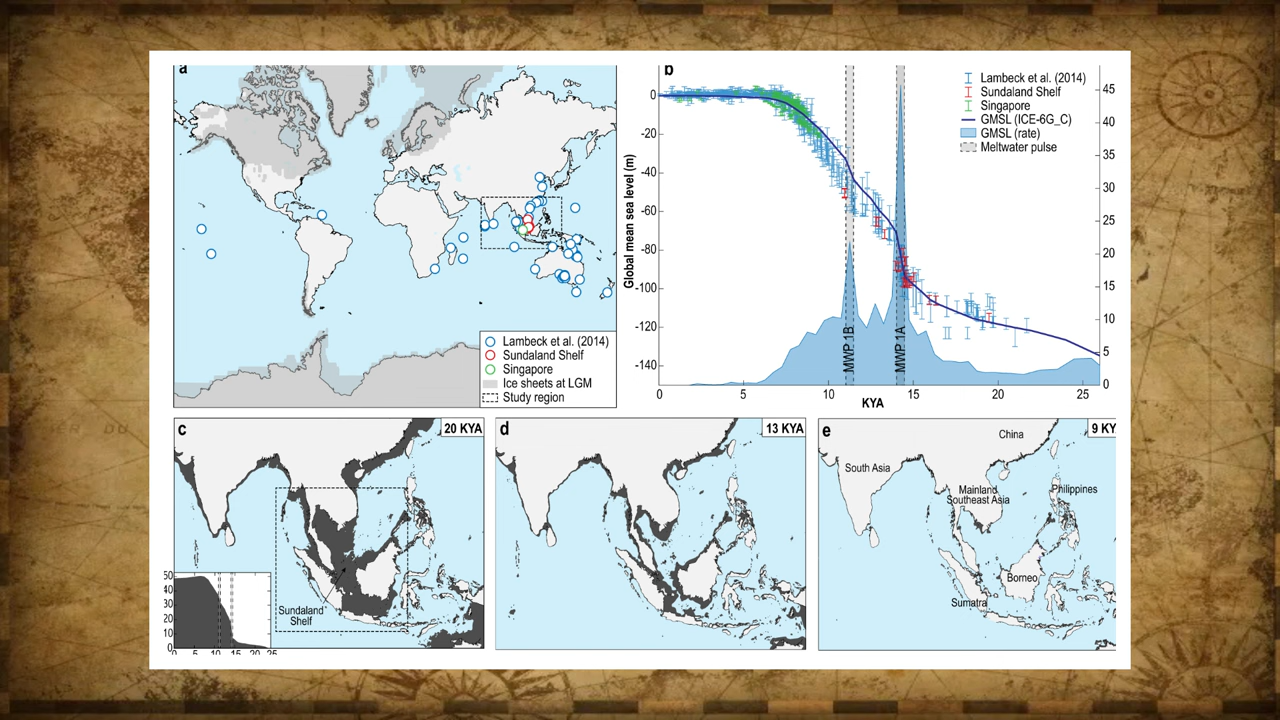 a
Lambeck et al. (2014)
Sundaland Shelf
Singapore
Ice sheets at LGM
Study region
b
Lambeck et al. (2014)
Sundaland Shelf
Singapore
GMSL (ICE-6G_C)
GMSL (rate)
Meltwater pulse
Global mean sea level (m)
0
-20
-40
-60
-80
-100
-120
-140
45
40
35
30
25
20
15
10
5
0
MWP 1B
MWP 1A
0 5 10 15 20 25
KYA
c
20 KYA
Sundaland
Shelf
50
40
30
20
10
0
0 5 10 15 20 25
d
13 KYA
e
9 KY
China
South Asia
Mainland
Southeast Asia
Philippines
Borneo
Sumatra